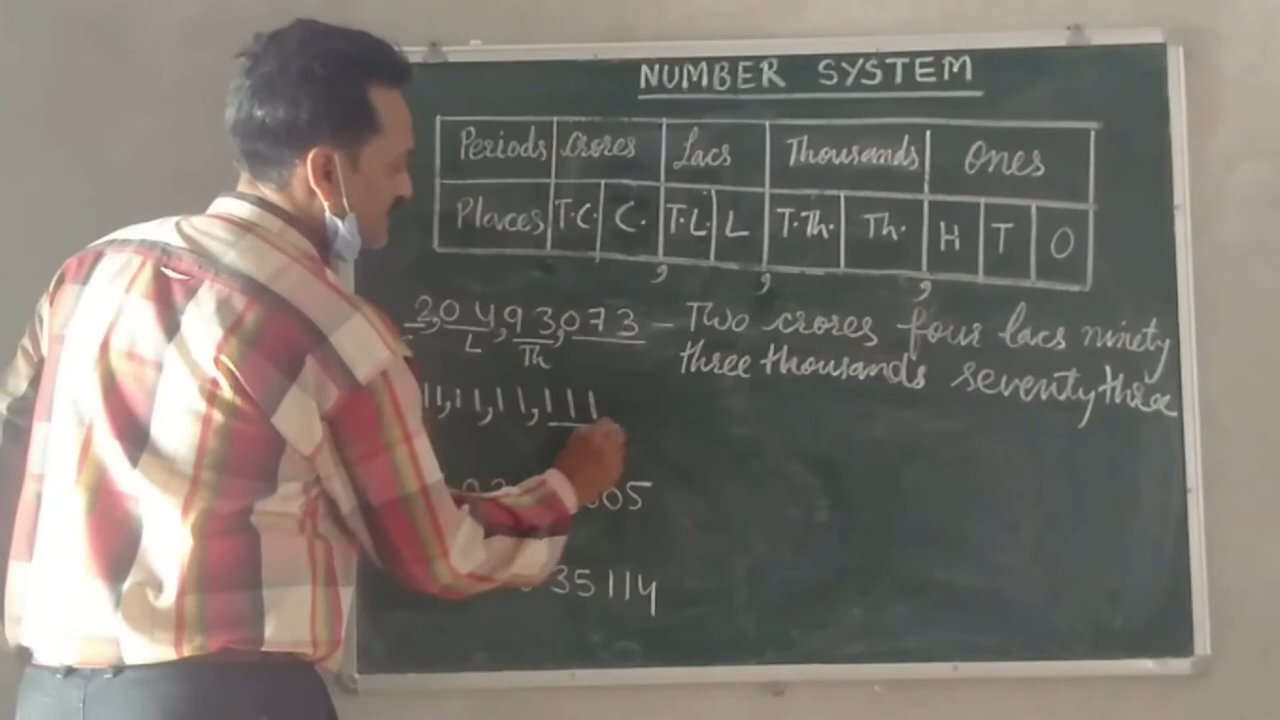 NUMBER SYSTEM
Periods Crores Lacs Thousands Ones
Places T.C. C. T.L. L T.Th. Th. H T O
, , ,
2,04,93,073 - Two crores four lacs ninety
L Th
three thousands seventy three
11,11,11,111
05
35114